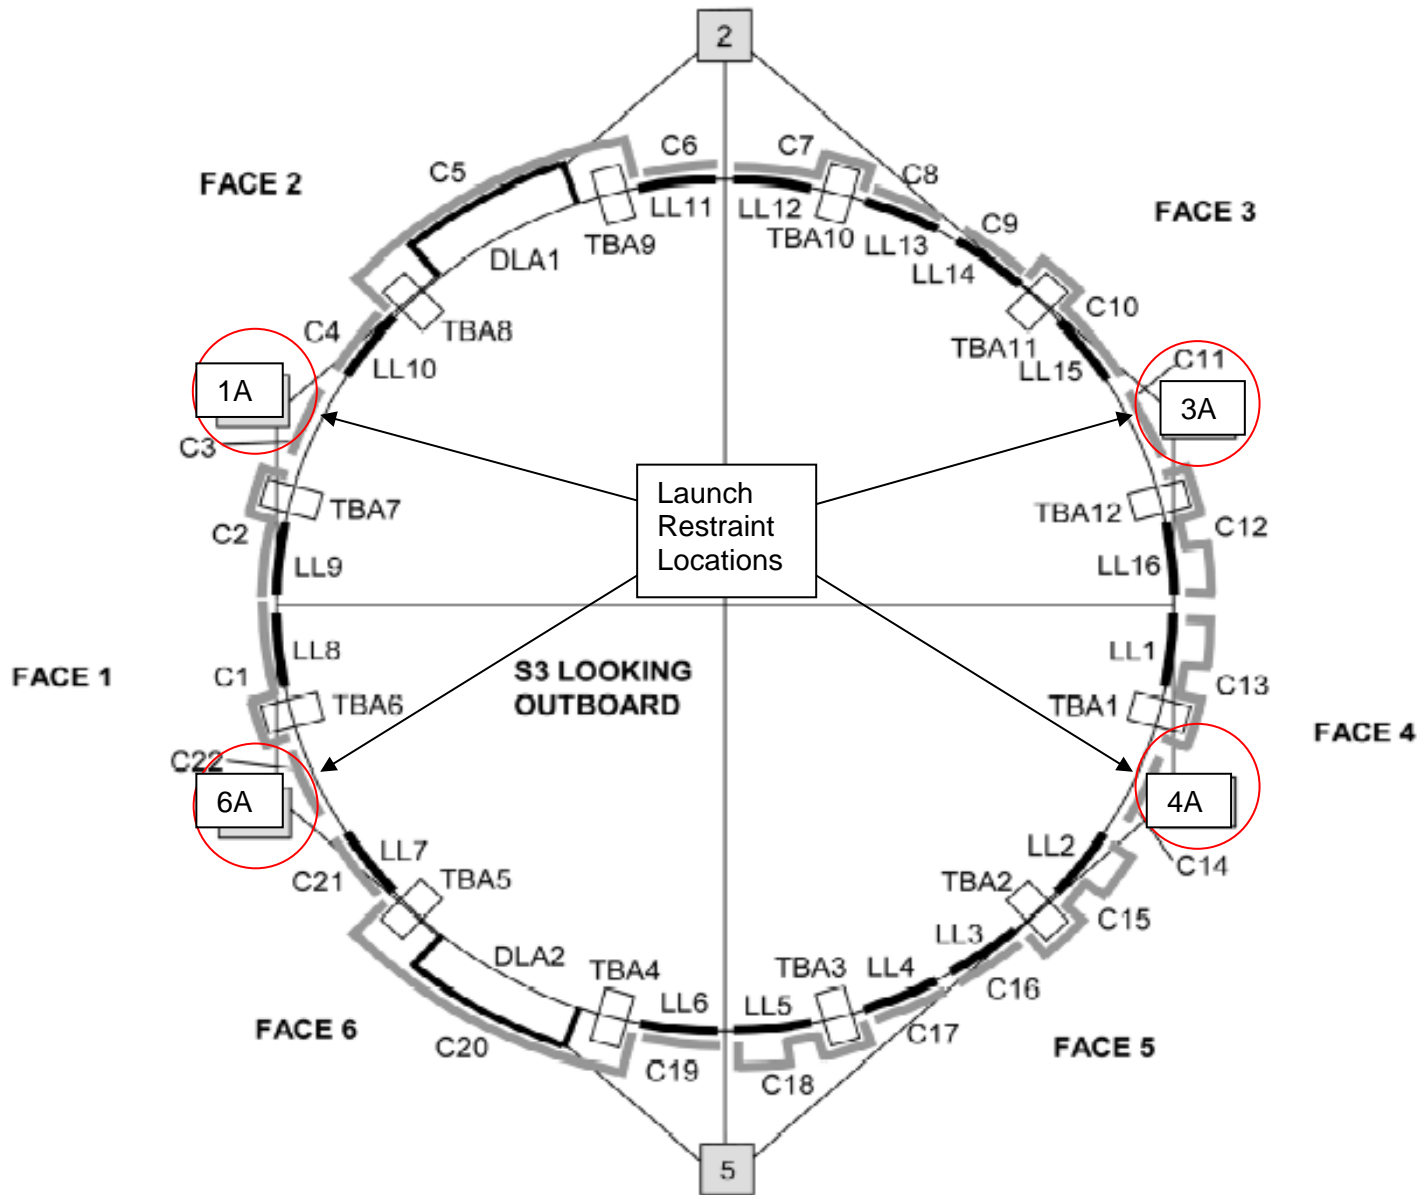 2
C5
C6
C7
C8
FACE 2
LL11
LL12
FACE 3
C9
TBA9
TBA10
LL13
DLA1
LL14
C4
TBA8
C10
TBA11
LL10
LL15
C11
1A
3A
C3
Launch
Restraint
Locations
TBA7
TBA12
C2
C12
LL9
LL16
LL8
LL1
FACE 1
C1
S3 LOOKING
OUTBOARD
C13
TBA6
TBA1
FACE 4
C22
6A
4A
LL7
LL2
C14
C21
TBA5
TBA2
C15
LL3
DLA2
TBA4
TBA3
LL4
C16
LL6
LL5
FACE 6
C20
C17
FACE 5
C19
C18
5